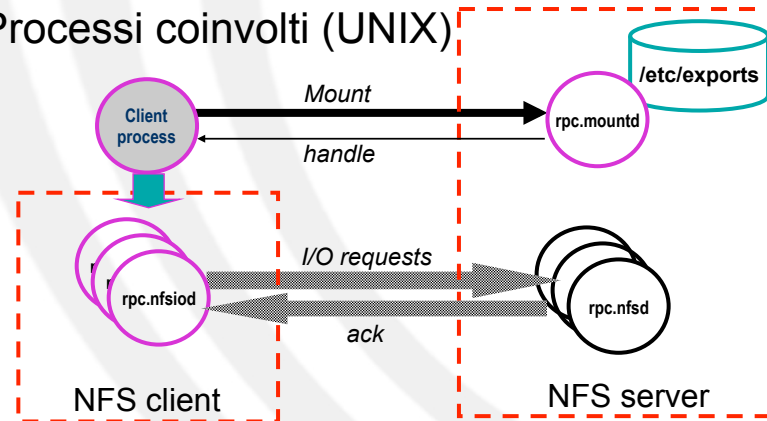 Processi coinvolti (UNIX)
/etc/exports
Mount
Client
process
rpc.mountd
handle
I/O requests
rpc.nfsiod
rpc.nfsd
ack
NFS client
NFS server